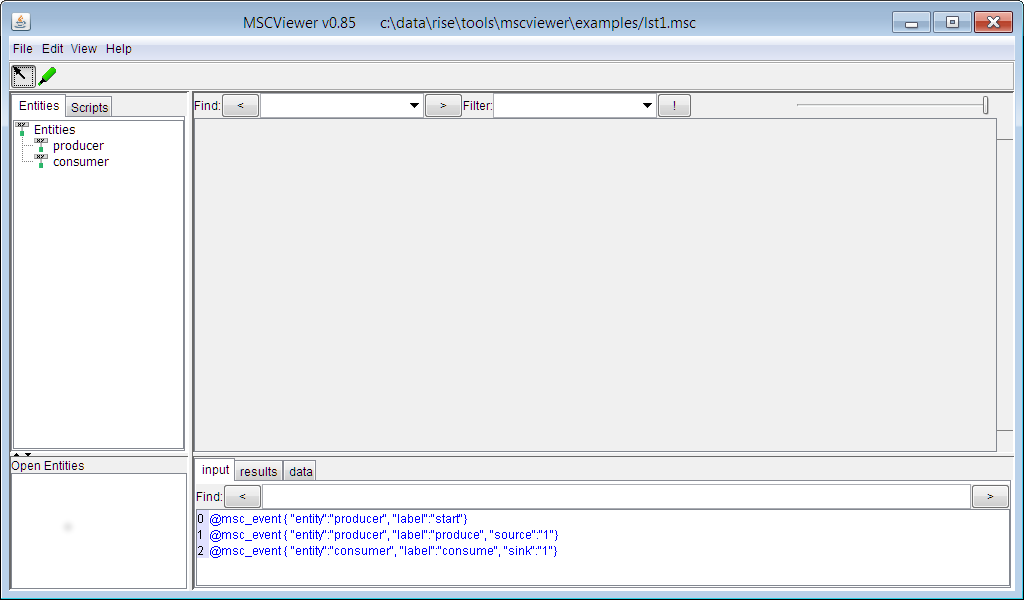 MSCViewer v0.85 c:\data\rise\tools\mscviewer\examples/lst1.msc
File Edit View Help
Entities Scripts
Find: < > Filter: !
Entities
producer
consumer
Open Entities
input results data
Find: < >
0 @msc_event { "entity":"producer", "label":"start"}
1 @msc_event { "entity":"producer", "label":"produce", "source":"1"}
2 @msc_event { "entity":"consumer", "label":"consume", "sink":"1"}